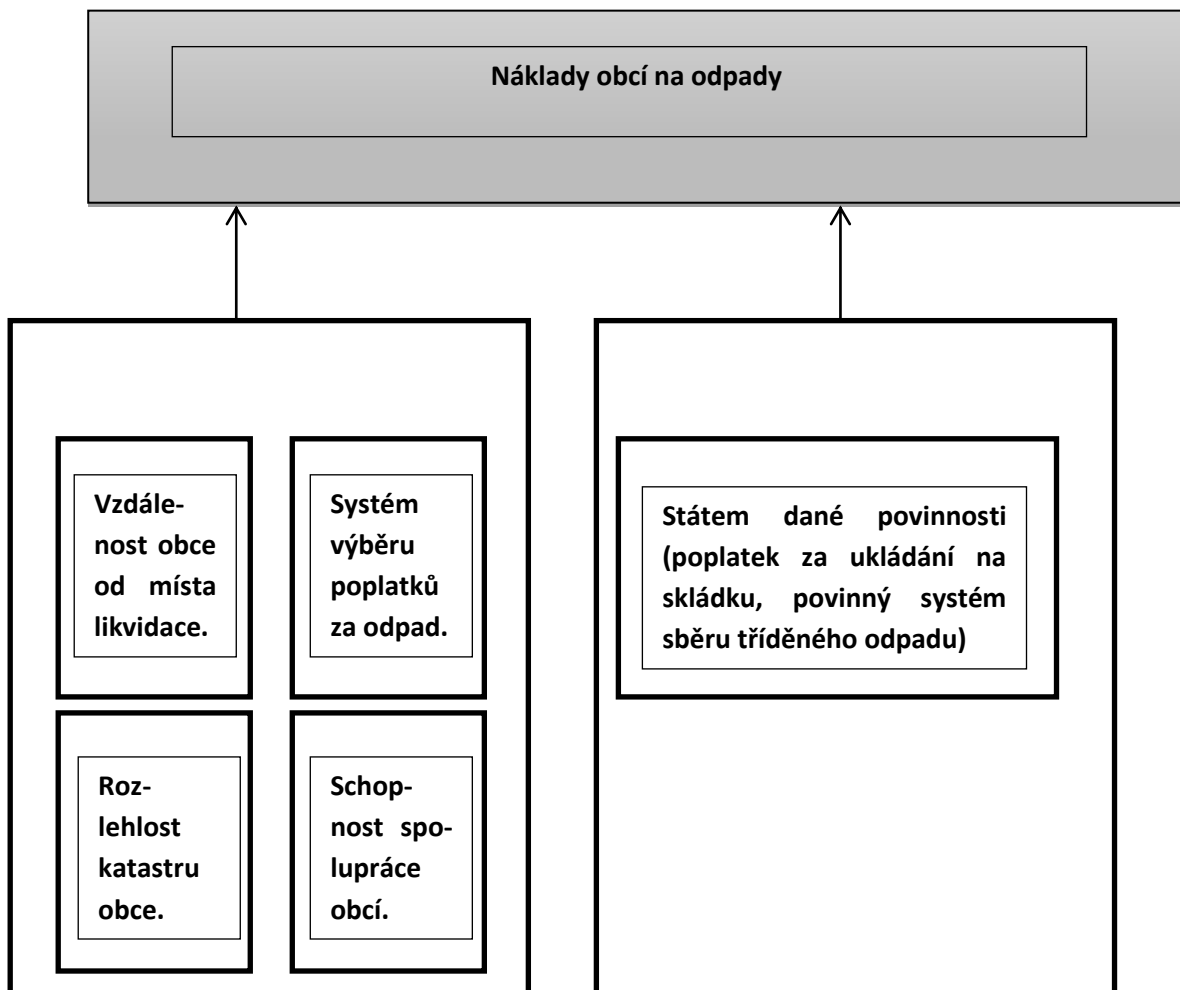 Náklady obcí na odpady
Vzdále-
nost obce
od místa
likvidace.
Systém
výběru
poplatků
za odpad.
Státem dané povinnosti
(poplatek za ukládání na
skládku, povinný systém
sběru tříděného odpadu)
Roz-
lehlost
katastru
obce.
Schop-
nost spo-
lupráce
obcí.